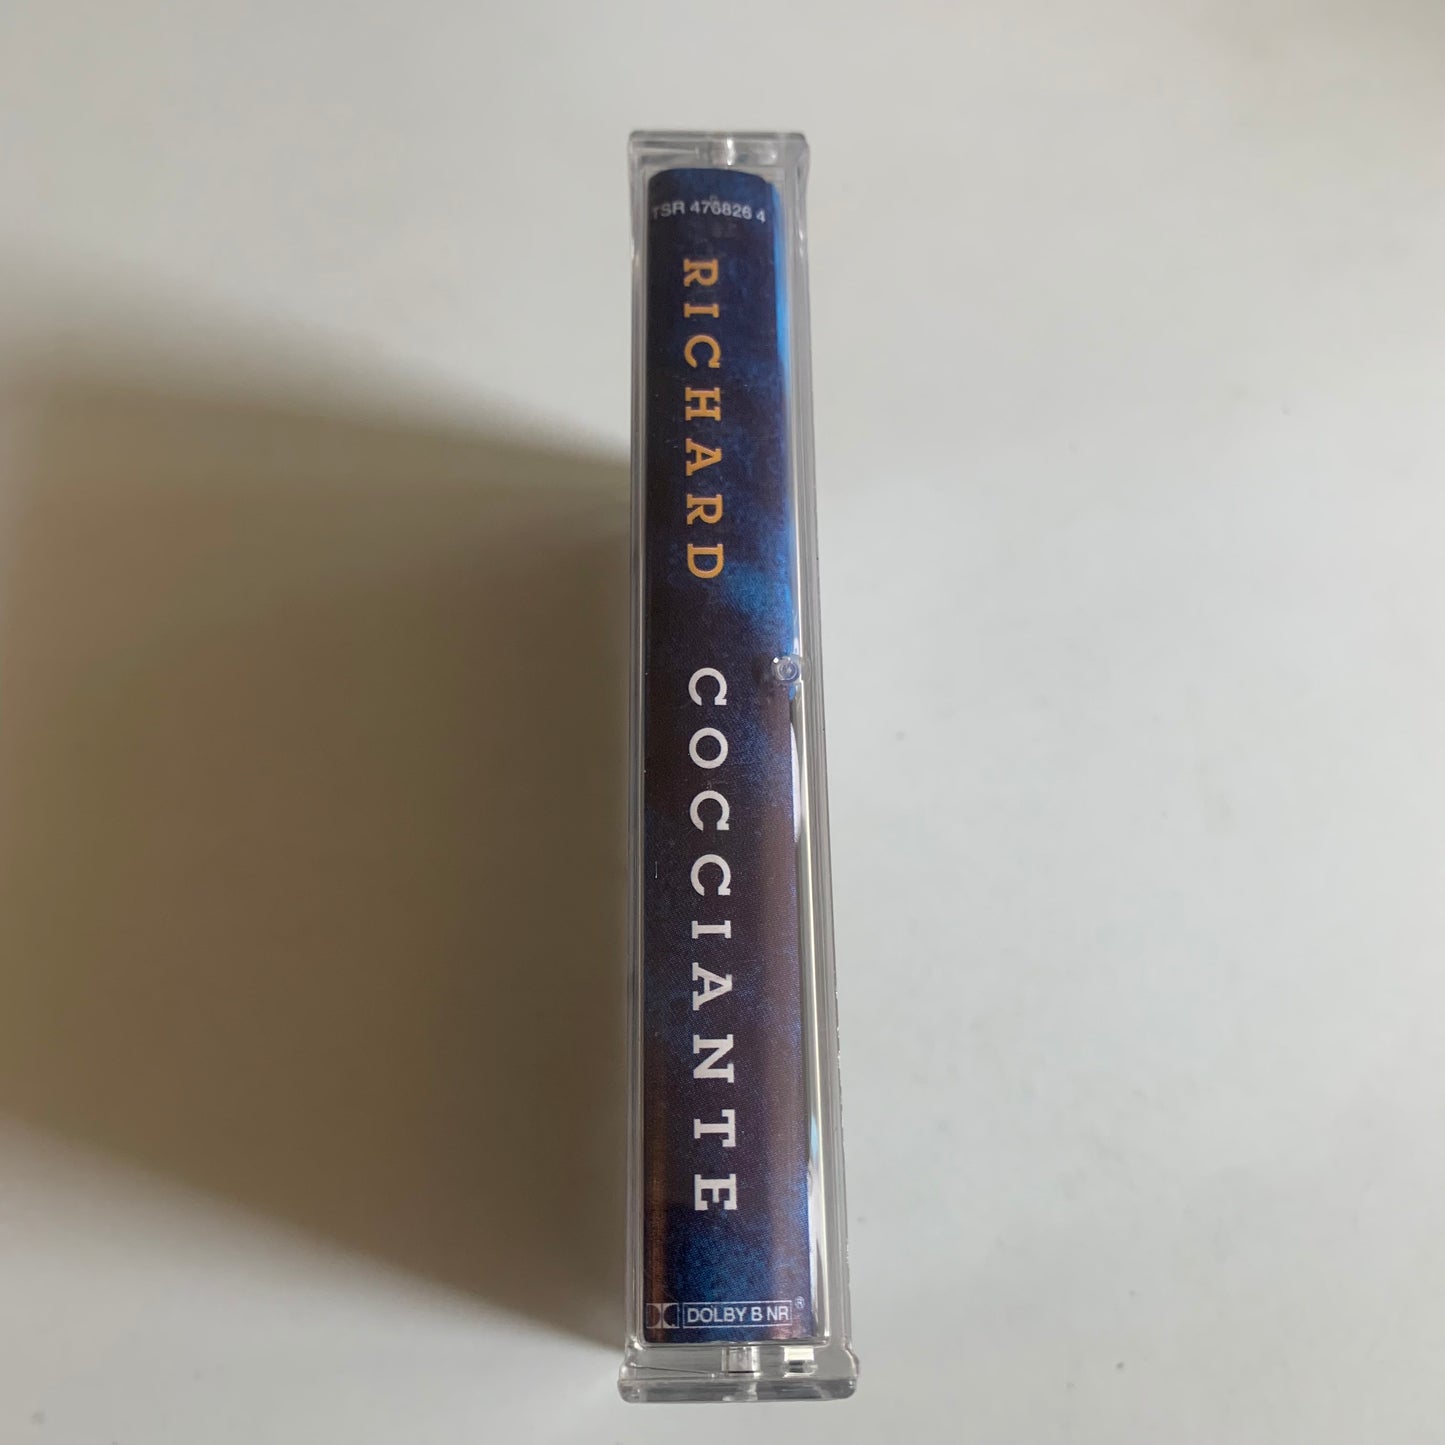 TSR 476826 4
RICHARD COCCIANTE
DOLBY B NR ®